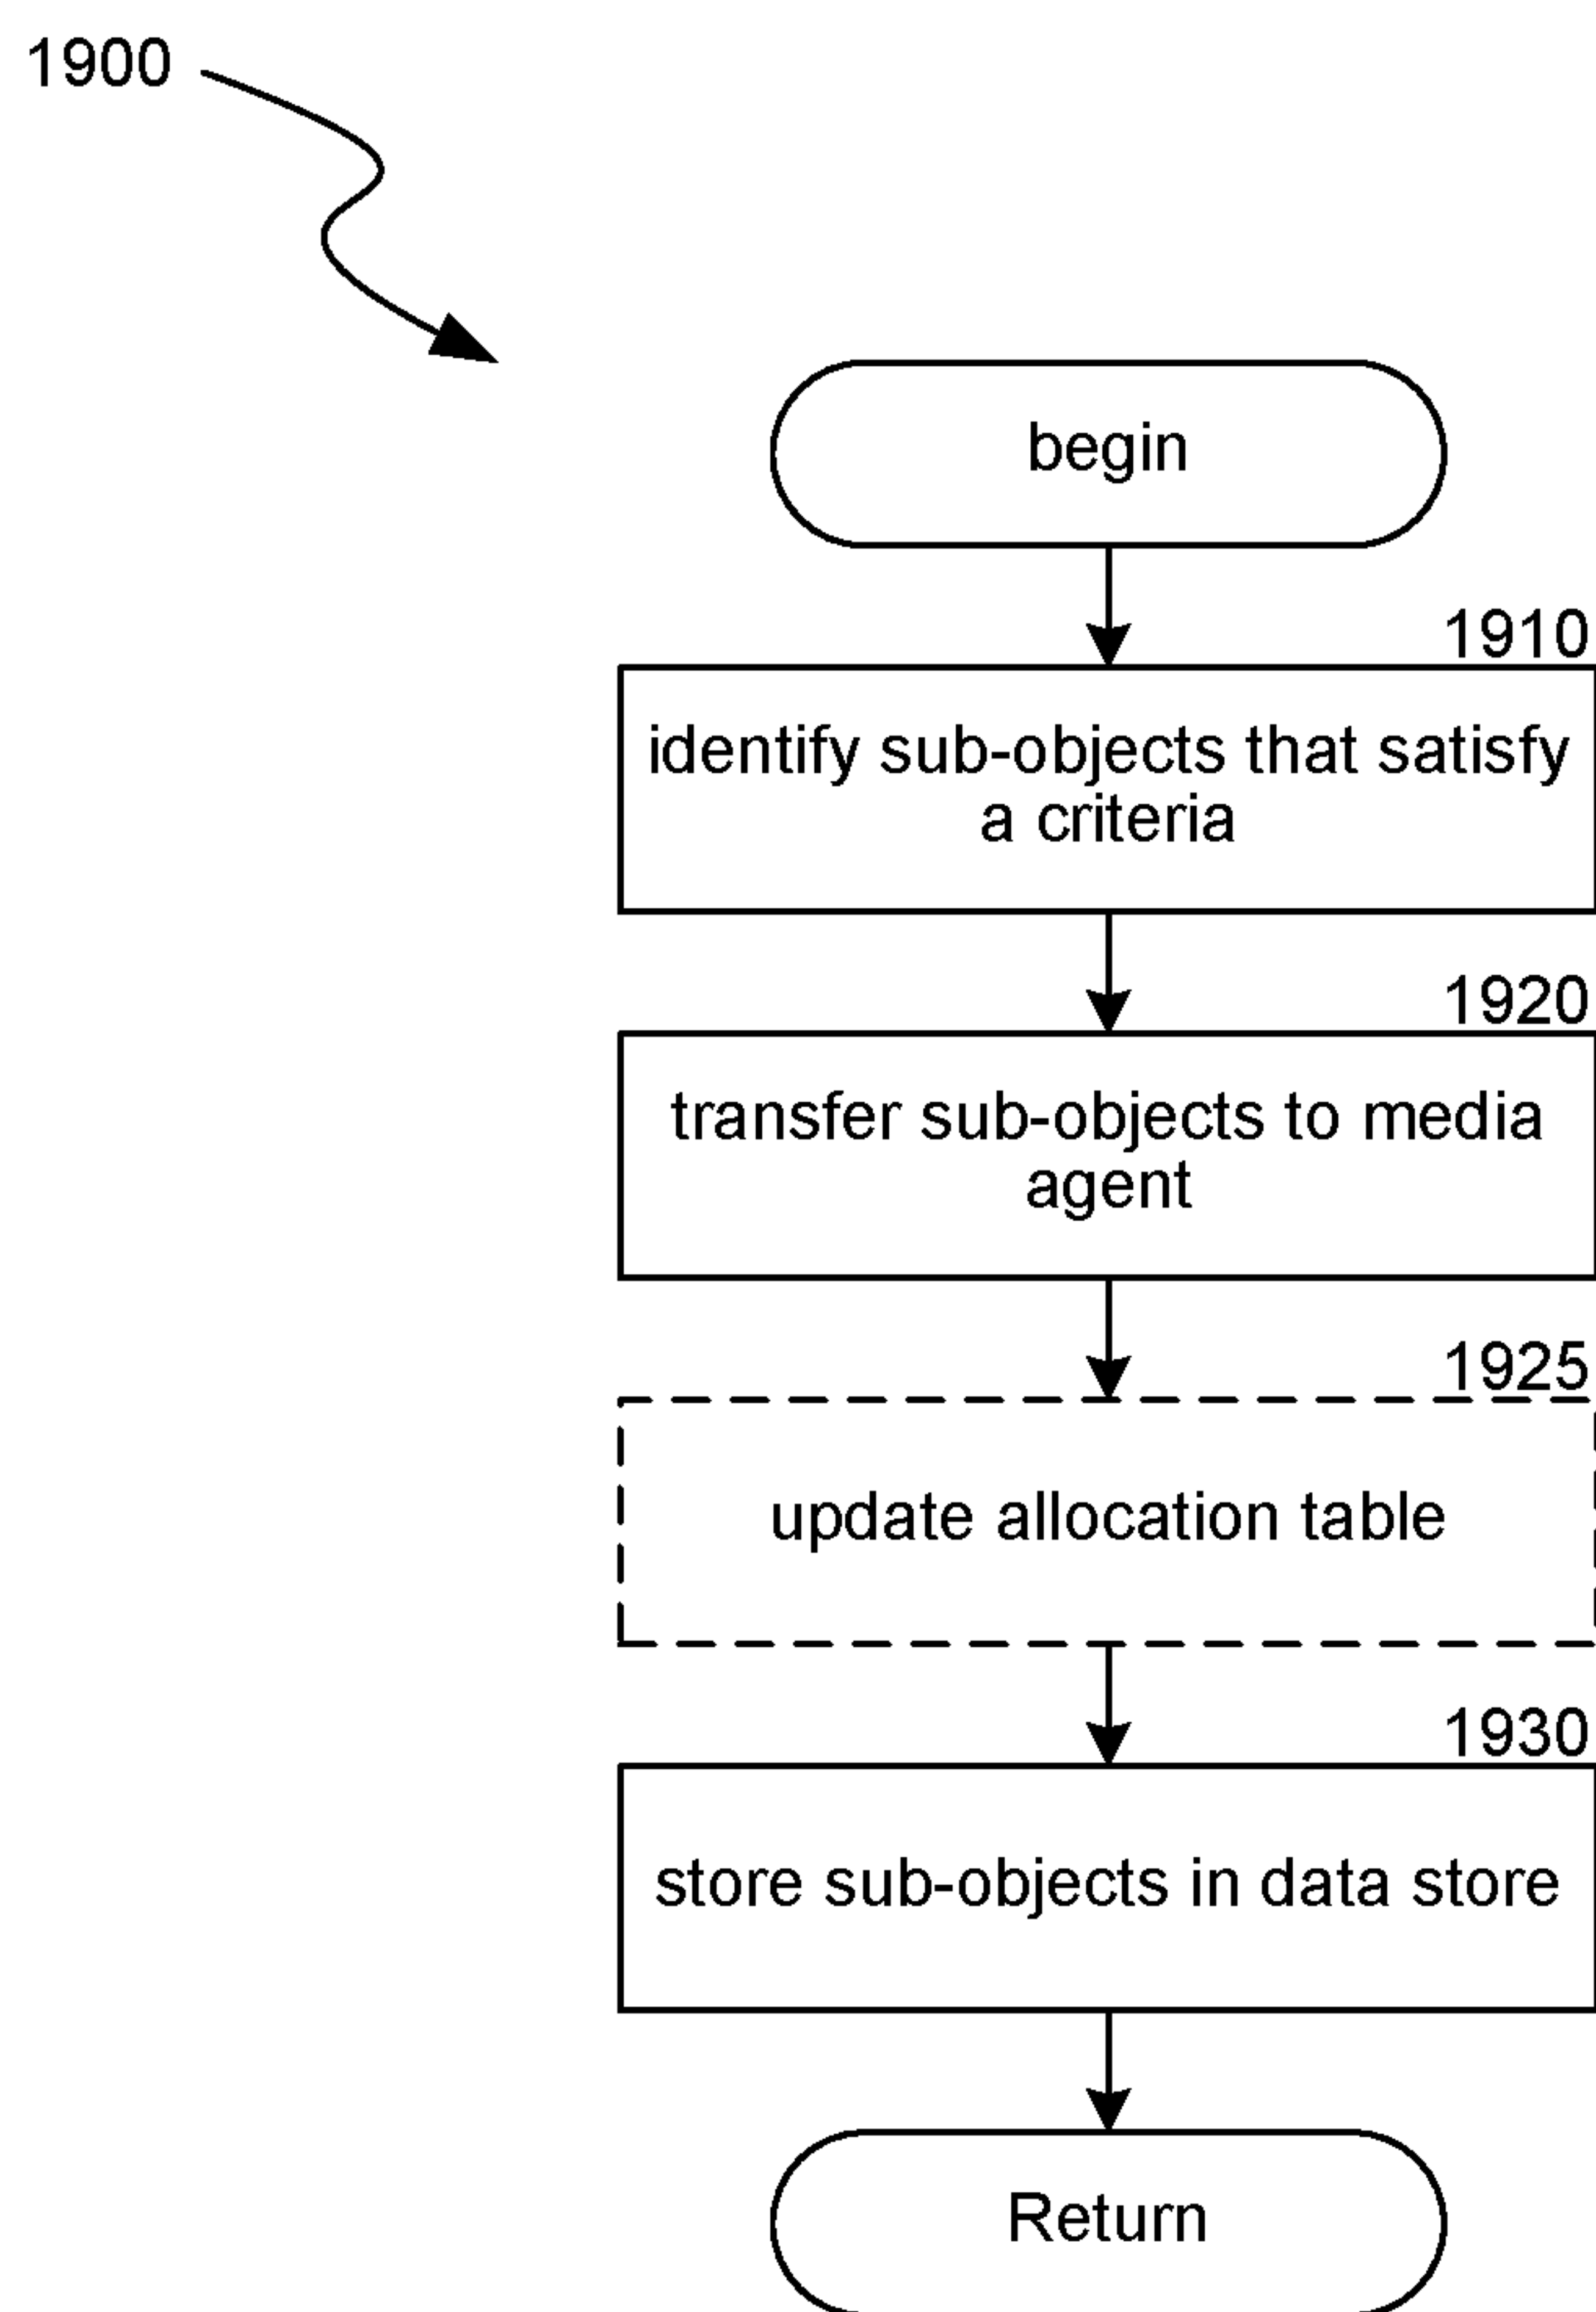 1900
begin
1910
identify sub-objects that satisfy
a criteria
1920
transfer sub-objects to media
agent
1925
update allocation table
1930
store sub-objects in data store
Return